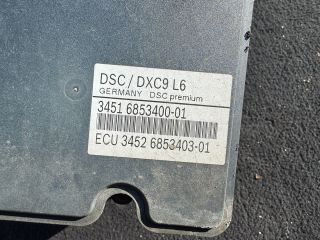 DSC/DXC9 L6
GERMANY DSC premium
3451 6853400-01
ECU 3452 6853403-01